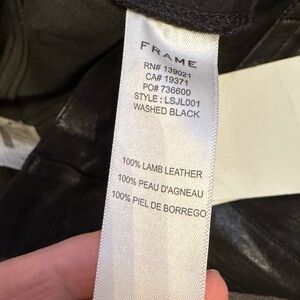 FRAME
RN# 139021
CA# 19371
PO# 736600
STYLE : LSJL001
WASHED BLACK
100% LAMB LEATHER
100% PEAU D'AGNEAU
100% PIEL DE BORREGO